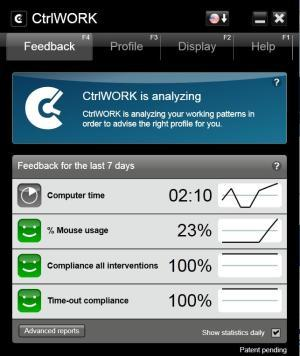 CtrlWORK
Feedback F4 Profile F3 Display F2 Help F1
CtrlWORK is analyzing ?
CtrlWORK is analyzing your working patterns in
order to advise the right profile for you.
Feedback for the last 7 days ?
Computer time 02:10
% Mouse usage 23%
Compliance all interventions 100%
Time-out compliance 100%
Advanced reports Show statistics daily
Patent pending